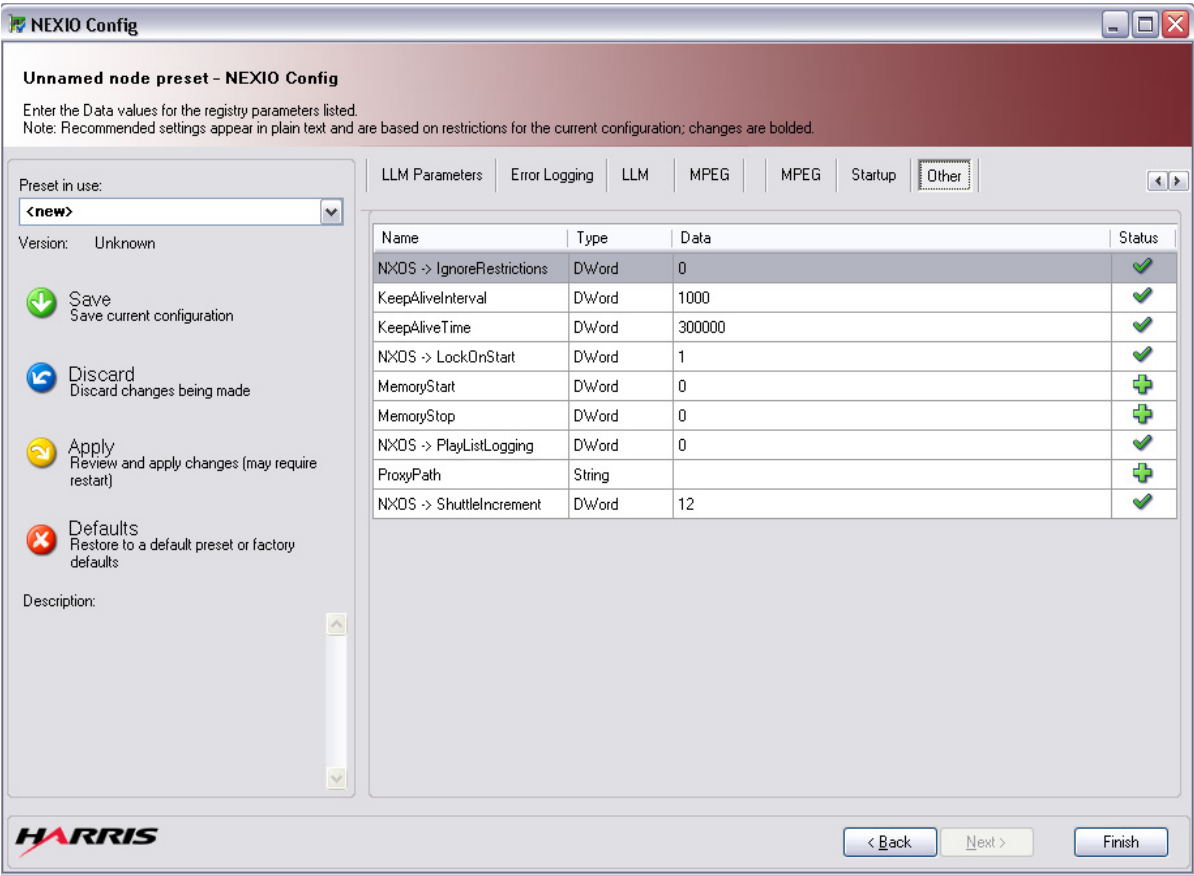 NEXIO Config
Unnamed node preset - NEXIO Config
Enter the Data values for the registry parameters listed.
Note: Recommended settings appear in plain text and are based on restrictions for the current configuration; changes are bolded.
Preset in use:
<new>
Version: Unknown
Save
Save current configuration
Discard
Discard changes being made
Apply
Review and apply changes (may require
restart)
Defaults
Restore to a default preset or factory
defaults
Description:
LLM Parameters Error Logging LLM MPEG MPEG Startup Other
Name Type Data Status
NXOS -> IgnoreRestrictions DWord 0
KeepAliveInterval DWord 1000
KeepAliveTime DWord 300000
NXOS -> LockOnStart DWord 1
MemoryStart DWord 0
MemoryStop DWord 0
NXOS -> PlayListLogging DWord 0
ProxyPath String
NXOS -> ShuttleIncrement DWord 12
HARRIS
< Back Next > Finish